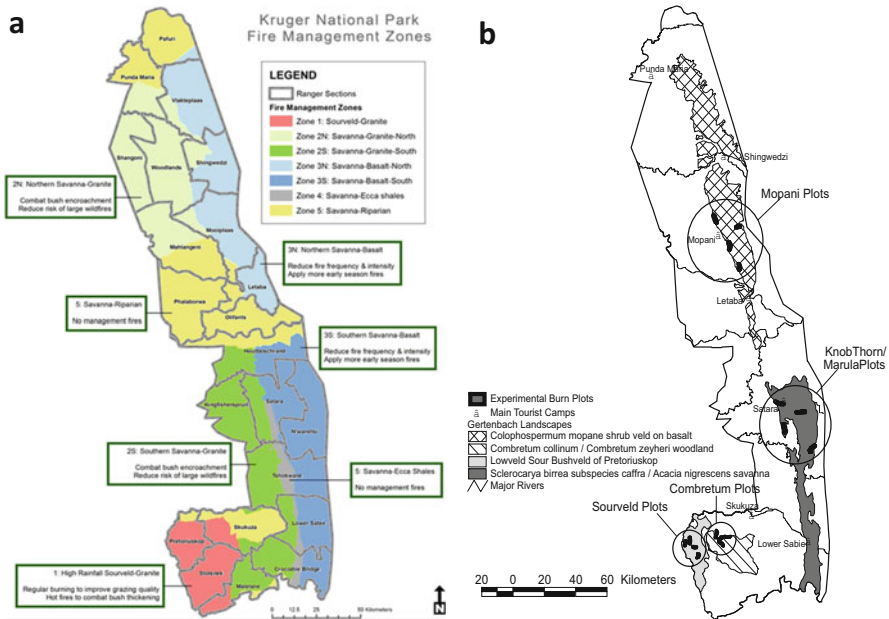 a
Kruger National Park
Fire Management Zones
LEGEND
Ranger Sections
Fire Management Zones
Zone 1: Sourveld-Granite
Zone 2N: Savanna-Granite-North
Zone 2S: Savanna-Granite-South
Zone 3N: Savanna-Basalt-North
Zone 3S: Savanna-Basalt-South
Zone 4: Savanna-Ecca shales
Zone 5: Savanna-Riparian
Pafuri
Punda Maria
Vlakteplaas
Shangoni
Woodlands
Shingwedzi
2N: Northern Savanna-Granite
Combat bush encroachment
Reduce risk of large wildfires
Mooiplaas
Mahlangeni
3N: Northern Savanna-Basalt
Reduce fire frequency & intensity
Apply more early season fires
Letaba
5: Savanna-Riparian
No management fires
Phalaborwa
Olifants
3S: Southern Savanna-Basalt
Reduce fire frequency & intensity
Apply more early season fires
Houtboschrand
Satara
Kingfisherspruit
N'wanetsi
2S: Southern Savanna-Granite
Combat bush encroachment
Reduce risk of large wildfires
Tshokwane
5: Savanna-Ecca Shales
No management fires
Skukuza
Lower Sabie
Pretoriuskop
Stolsnek
Malelane
Crocodile Bridge
1: High Rainfall Sourveld-Granite
Regular burning to improve grazing quality
Hot fires to combat bush thickening
0 12.5 25 50 Kilometers
N
b
Punda Maria
Shingwedzi
Mopani Plots
Mopani
Letaba
KnobThorn/
MarulaPlots
Satara
Experimental Burn Plots
Main Tourist Camps
Gertenbach Landscapes
Colophospermum mopane shrub veld on basalt
Combretum collinum / Combretum zeyheri woodland
Lowveld Sour Bushveld of Pretoriuskop
Sclerocarya birrea subspecies caffra / Acacia nigrescens savanna
Major Rivers
Combretum Plots
Skukuza
Sourveld Plots
Lower Sabie
20 0 20 40 60 Kilometers